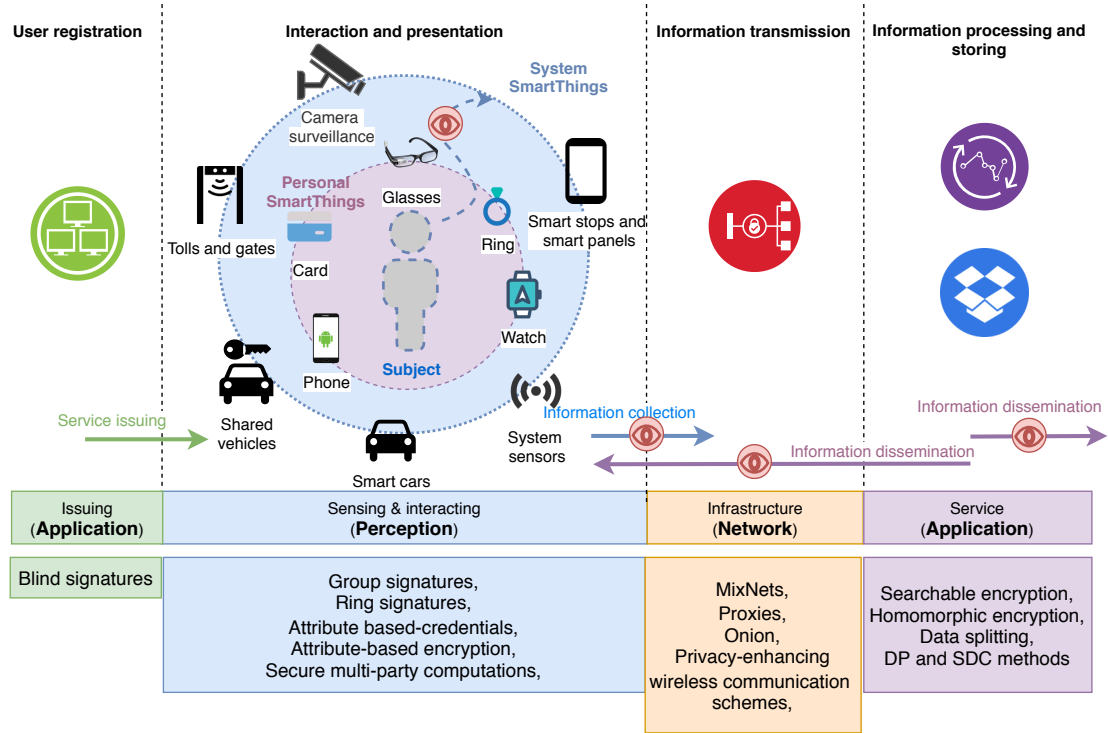 User registration
Interaction and presentation
Information transmission
Information processing and
storing
System
SmartThings
Camera
surveillance
Personal
SmartThings
Glasses
Tolls and gates
Card
Ring
Smart stops and
smart panels
Watch
Phone
Subject
Shared
vehicles
Smart cars
System
sensors
Service issuing
Information collection
Information dissemination
Information dissemination
Issuing
(Application)
Sensing & interacting
(Perception)
Infrastructure
(Network)
Service
(Application)
Blind signatures
Group signatures,
Ring signatures,
Attribute based-credentials,
Attribute-based encryption,
Secure multi-party computations,
MixNets,
Proxies,
Onion,
Privacy-enhancing
wireless communication
schemes,
Searchable encryption,
Homomorphic encryption,
Data splitting,
DP and SDC methods